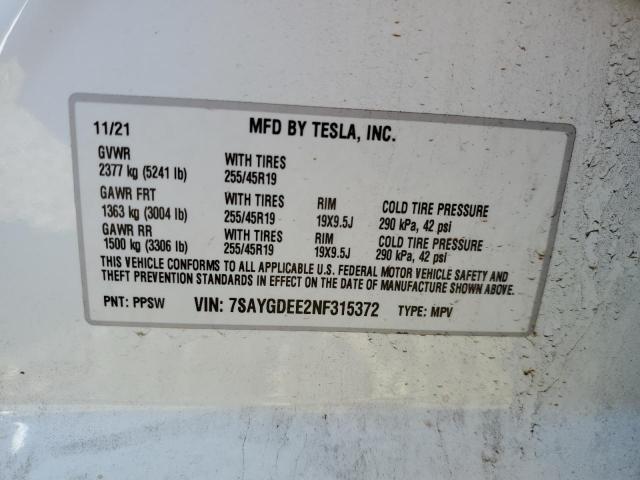 11/21 MFD BY TESLA, INC.
GVWR WITH TIRES
2377 kg (5241 lb) 255/45R19
GAWR FRT WITH TIRES RIM COLD TIRE PRESSURE
1363 kg (3004 lb) 255/45R19 19X9.5J 290 kPa, 42 psi
GAWR RR WITH TIRES RIM COLD TIRE PRESSURE
1500 kg (3306 lb) 255/45R19 19X9.5J 290 kPa, 42 psi
THIS VEHICLE CONFORMS TO ALL APPLICABLE U.S. FEDERAL MOTOR VEHICLE SAFETY AND
THEFT PREVENTION STANDARDS IN EFFECT ON THE DATE OF MANUFACTURE SHOWN ABOVE.
PNT: PPSW VIN: 7SAYGDEE2NF315372 TYPE: MPV